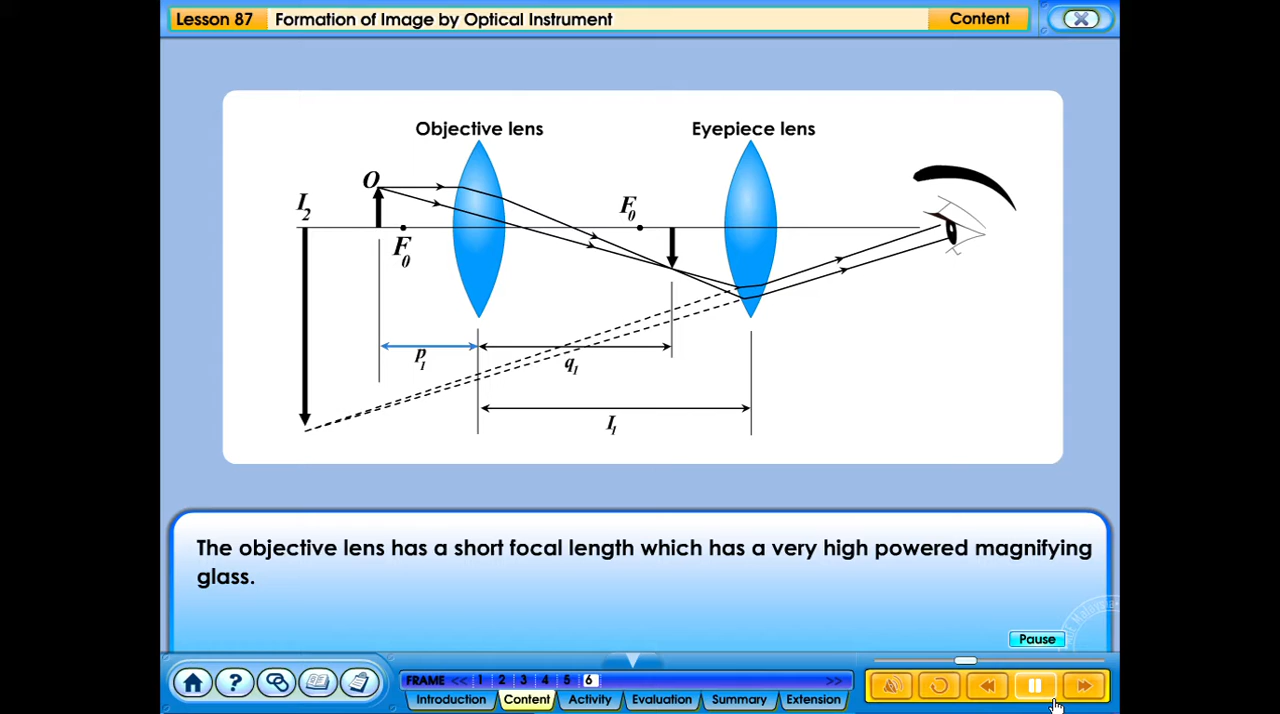 Lesson 87 Formation of Image by Optical Instrument Content
Objective lens Eyepiece lens
O
I2
F0
F0
p1
q1
I1
The objective lens has a short focal length which has a very high powered magnifying
glass.
Pause
FRAME << 1 2 3 4 5 6 >>
Introduction Content Activity Evaluation Summary Extension